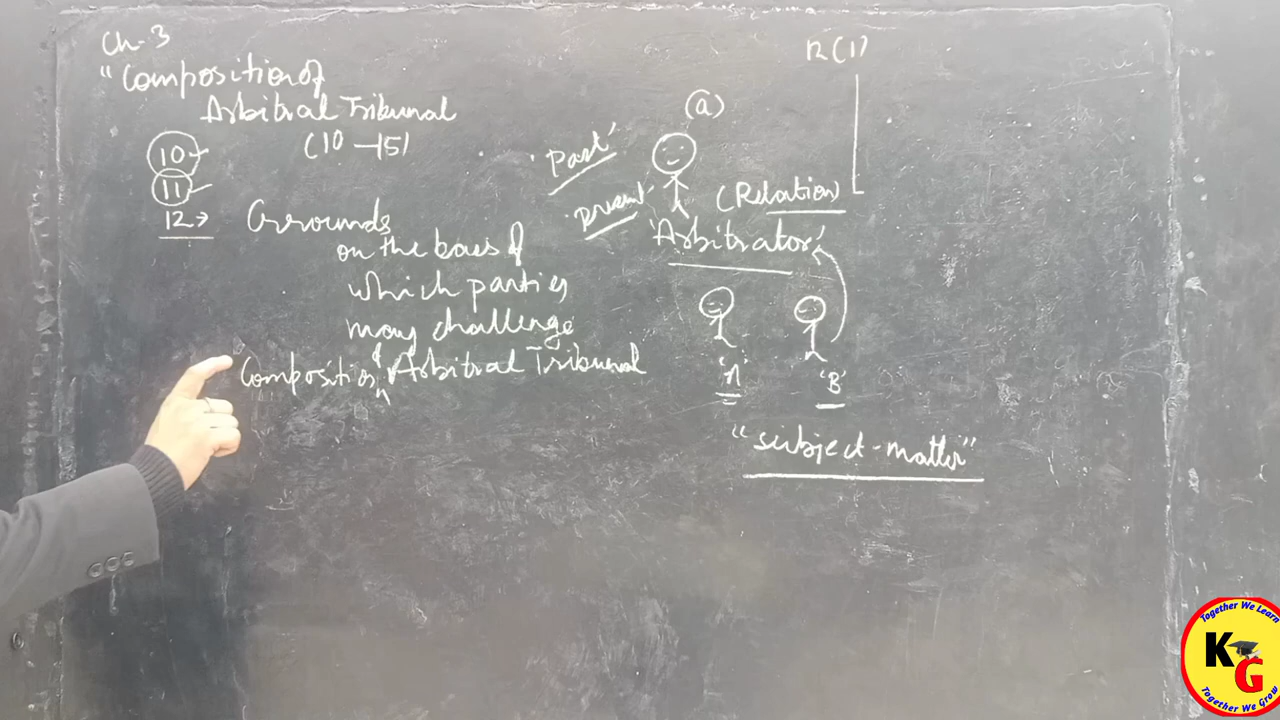 Ch-3
"Composition of
Arbitral Tribunal
(10-15)
10
11
12→ Grounds
on the basis of
which parties
may challenge
Composition of Arbitral Tribunal
12(1)
(a)
'Past'
'present'
(Relation)
'Arbitrator'
'A' 'B'
"subject-matter"
Together We Learn
KG
Together We Grow